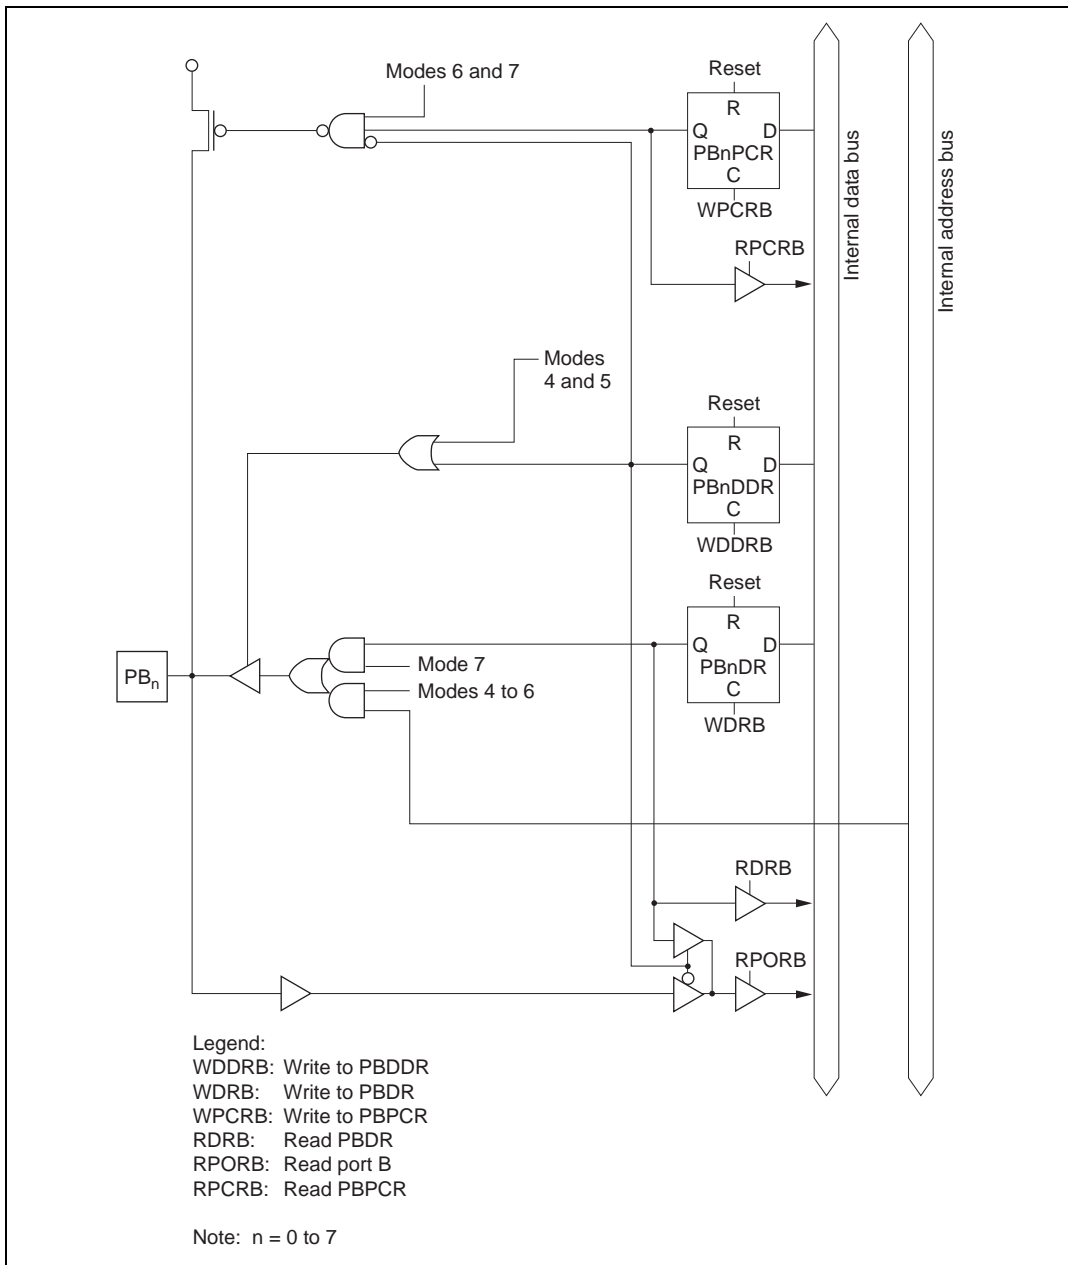 Modes 6 and 7
Reset
R
Q D
PBnPCR
C
WPCRB
RPCRB
Internal data bus
Internal address bus
Modes
4 and 5
Reset
R
Q D
PBnDDR
C
WDDRB
Reset
R
Q D
PBnDR
C
WDRB
PBn
Mode 7
Modes 4 to 6
RDRB
RPORB
Legend:
WDDRB: Write to PBDDR
WDRB: Write to PBDR
WPCRB: Write to PBPCR
RDRB: Read PBDR
RPORB: Read port B
RPCRB: Read PBPCR
Note: n = 0 to 7